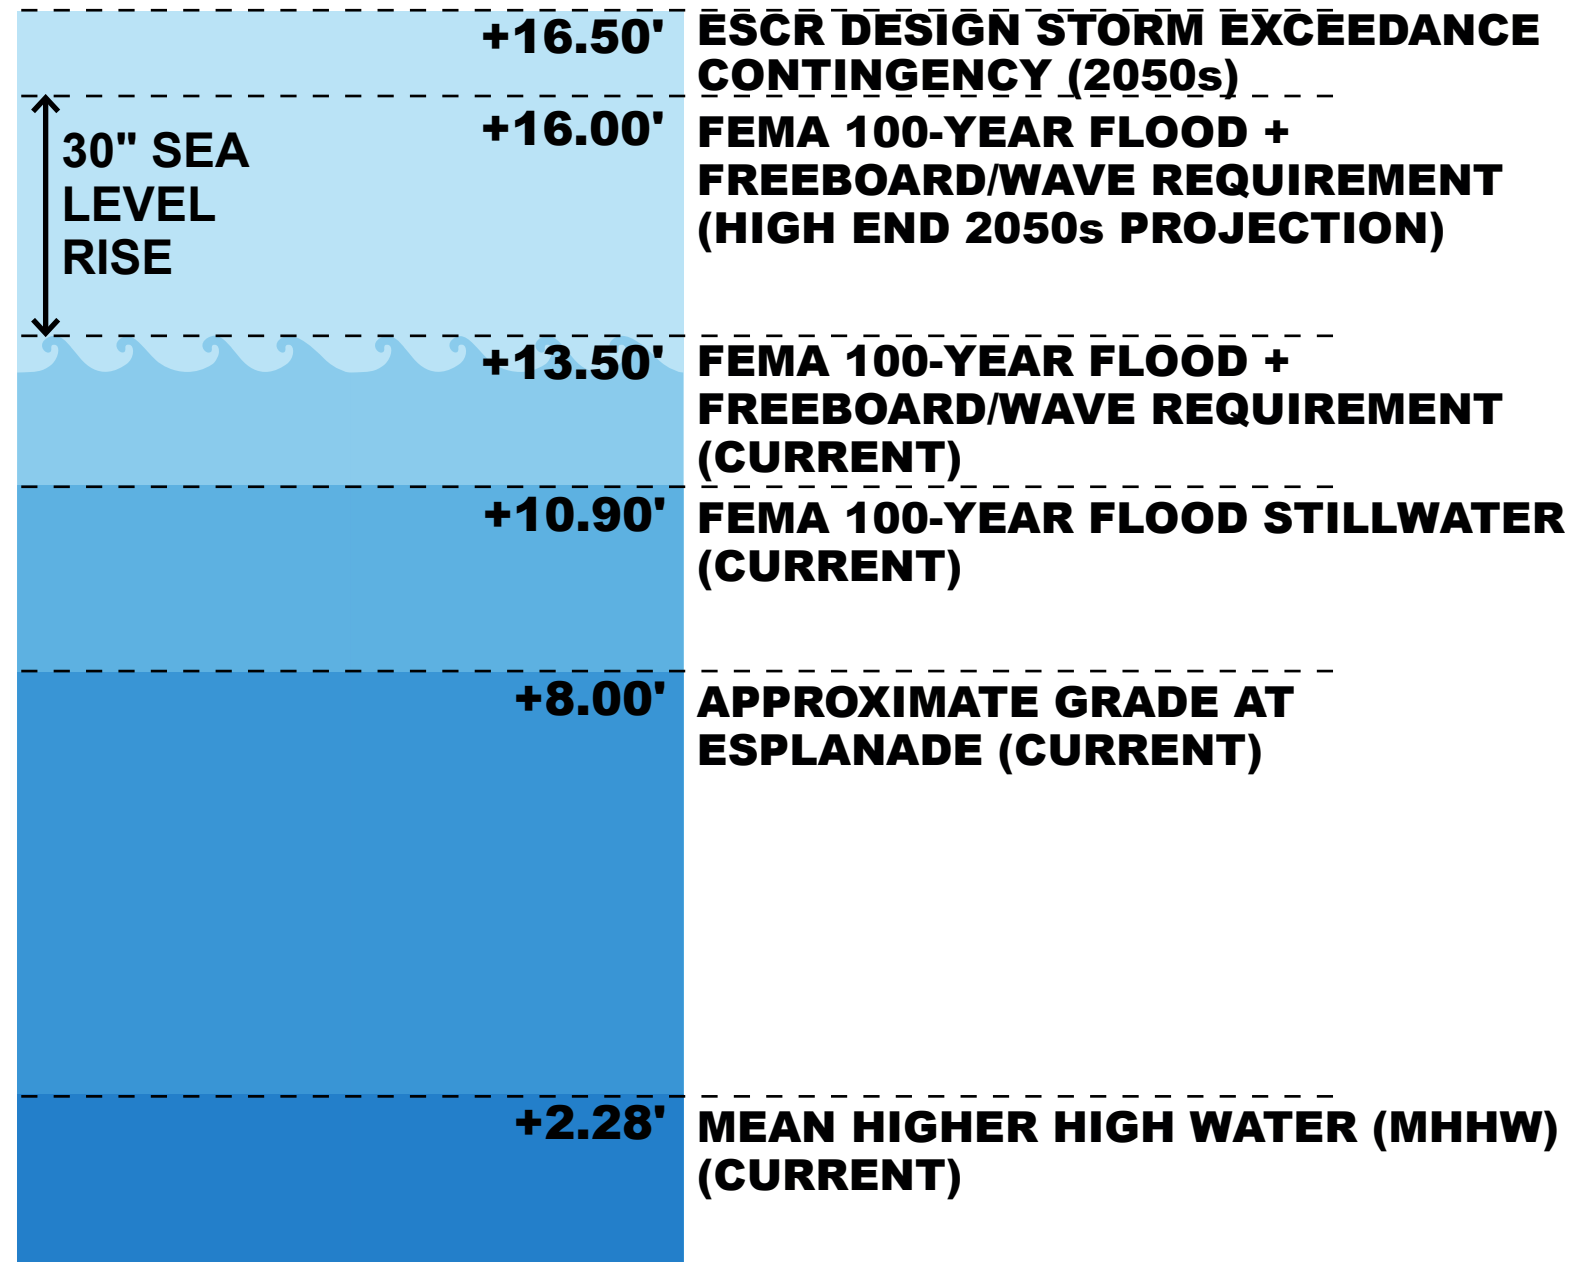 +16.50' ESCR DESIGN STORM EXCEEDANCE
CONTINGENCY (2050s)
30" SEA
LEVEL
RISE
+16.00' FEMA 100-YEAR FLOOD +
FREEBOARD/WAVE REQUIREMENT
(HIGH END 2050s PROJECTION)
+13.50' FEMA 100-YEAR FLOOD +
FREEBOARD/WAVE REQUIREMENT
(CURRENT)
+10.90' FEMA 100-YEAR FLOOD STILLWATER
(CURRENT)
+8.00' APPROXIMATE GRADE AT
ESPLANADE (CURRENT)
+2.28' MEAN HIGHER HIGH WATER (MHHW)
(CURRENT)